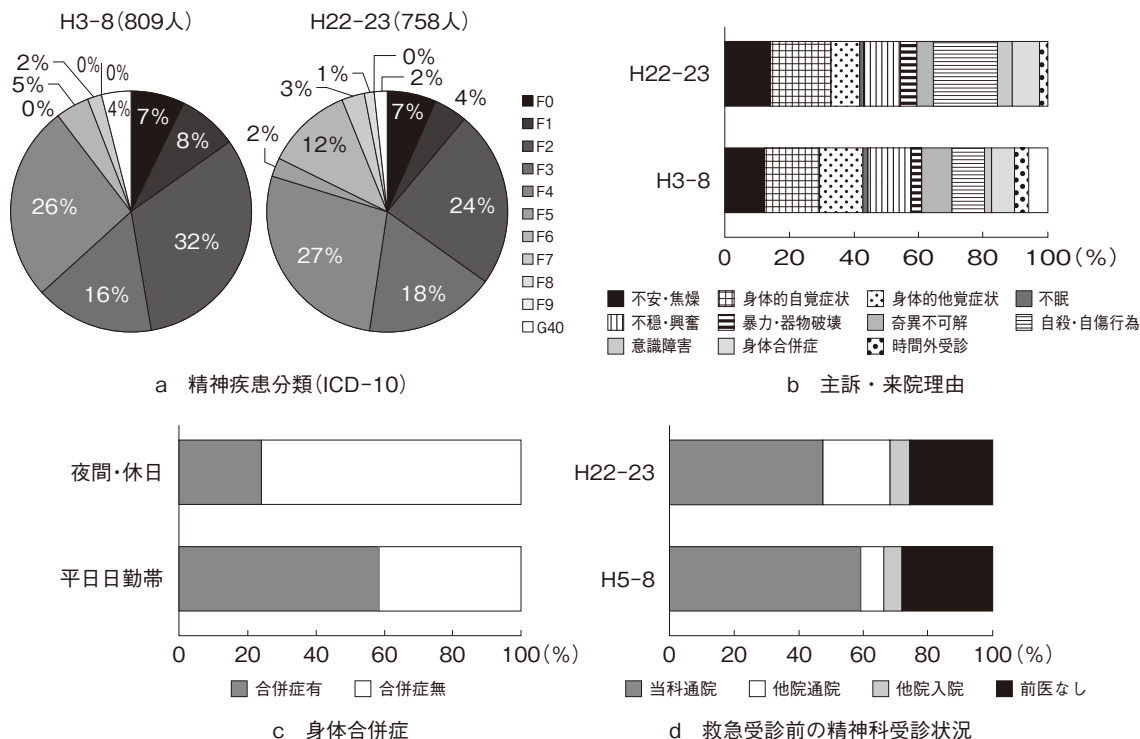 H3-8(809人)
2%
0%
0%
5%
0%
4%
7%
8%
26%
32%
16%
H22-23(758人)
0%
1%
2%
3%
7%
4%
2%
12%
24%
27%
18%
F0
F1
F2
F3
F4
F5
F6
F7
F8
F9
G40
a 精神疾患分類(ICD-10)
H22-23
H3-8
0 20 40 60 80 100(%)
不安・焦燥 身体的自覚症状 身体的他覚症状 不眠
不穏・興奮 暴力・器物破壊 奇異不可解 自殺・自傷行為
意識障害 身体合併症 時間外受診
b 主訴・来院理由
夜間・休日
平日日勤帯
0 20 40 60 80 100(%)
合併症有 合併症無
c 身体合併症
H22-23
H5-8
0 20 40 60 80 100(%)
当科通院 他院通院 他院入院 前医なし
d 救急受診前の精神科受診状況